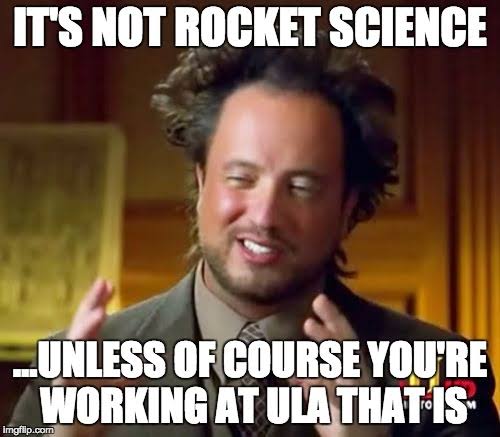 IT'S NOT ROCKET SCIENCE
...UNLESS OF COURSE YOU'RE
WORKING AT ULA THAT IS
imgflip.com